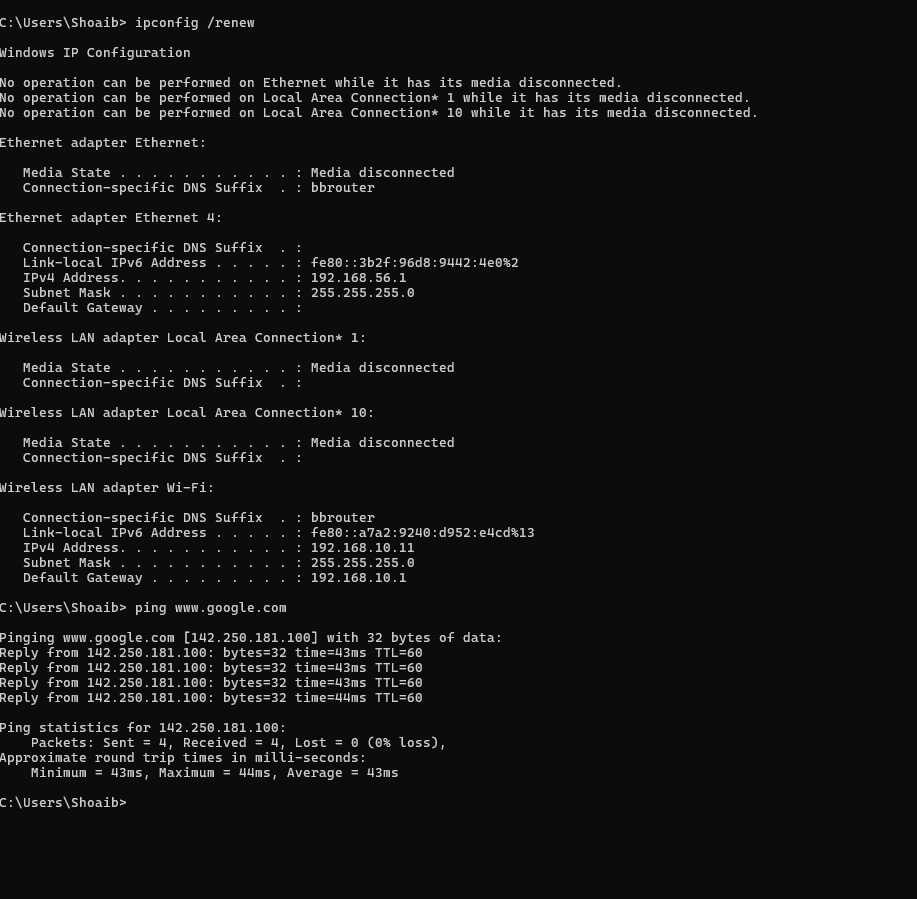 C:\Users\Shoaib> ipconfig /renew
Windows IP Configuration
No operation can be performed on Ethernet while it has its media disconnected.
No operation can be performed on Local Area Connection* 1 while it has its media disconnected.
No operation can be performed on Local Area Connection* 10 while it has its media disconnected.
Ethernet adapter Ethernet:
   Media State . . . . . . . . . . . : Media disconnected
   Connection-specific DNS Suffix  . : bbrouter
Ethernet adapter Ethernet 4:
   Connection-specific DNS Suffix  . :
   Link-local IPv6 Address . . . . . : fe80::3b2f:96d8:9442:4e0%2
   IPv4 Address. . . . . . . . . . . : 192.168.56.1
   Subnet Mask . . . . . . . . . . . : 255.255.255.0
   Default Gateway . . . . . . . . . :
Wireless LAN adapter Local Area Connection* 1:
   Media State . . . . . . . . . . . : Media disconnected
   Connection-specific DNS Suffix  . :
Wireless LAN adapter Local Area Connection* 10:
   Media State . . . . . . . . . . . : Media disconnected
   Connection-specific DNS Suffix  . :
Wireless LAN adapter Wi-Fi:
   Connection-specific DNS Suffix  . : bbrouter
   Link-local IPv6 Address . . . . . : fe80::a7a2:9240:d952:e4cd%13
   IPv4 Address. . . . . . . . . . . : 192.168.10.11
   Subnet Mask . . . . . . . . . . . : 255.255.255.0
   Default Gateway . . . . . . . . . : 192.168.10.1
C:\Users\Shoaib> ping www.google.com
Pinging www.google.com [142.250.181.100] with 32 bytes of data:
Reply from 142.250.181.100: bytes=32 time=43ms TTL=60
Reply from 142.250.181.100: bytes=32 time=43ms TTL=60
Reply from 142.250.181.100: bytes=32 time=43ms TTL=60
Reply from 142.250.181.100: bytes=32 time=44ms TTL=60
Ping statistics for 142.250.181.100:
    Packets: Sent = 4, Received = 4, Lost = 0 (0% loss),
Approximate round trip times in milli-seconds:
    Minimum = 43ms, Maximum = 44ms, Average = 43ms
C:\Users\Shoaib>